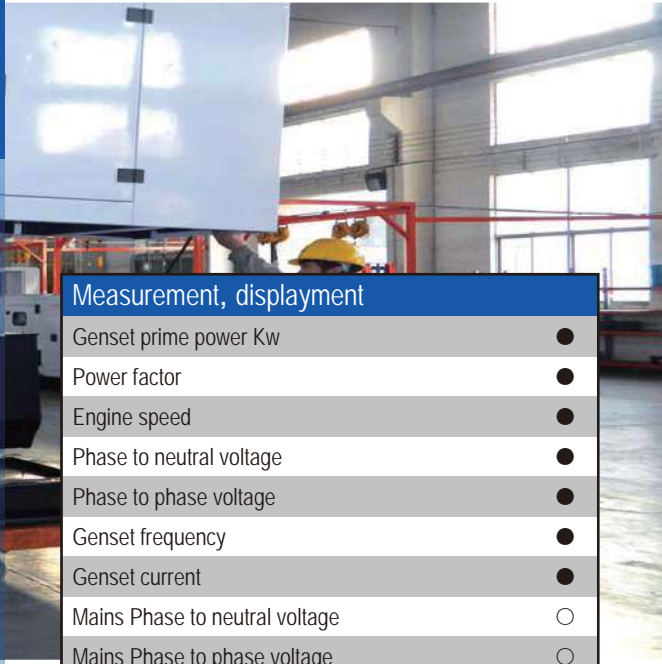 Measurement, displayment
Genset prime power Kw ●
Power factor ●
Engine speed ●
Phase to neutral voltage ●
Phase to phase voltage ●
Genset frequency ●
Genset current ●
Mains Phase to neutral voltage ○
Mains Phase to phase voltage ○